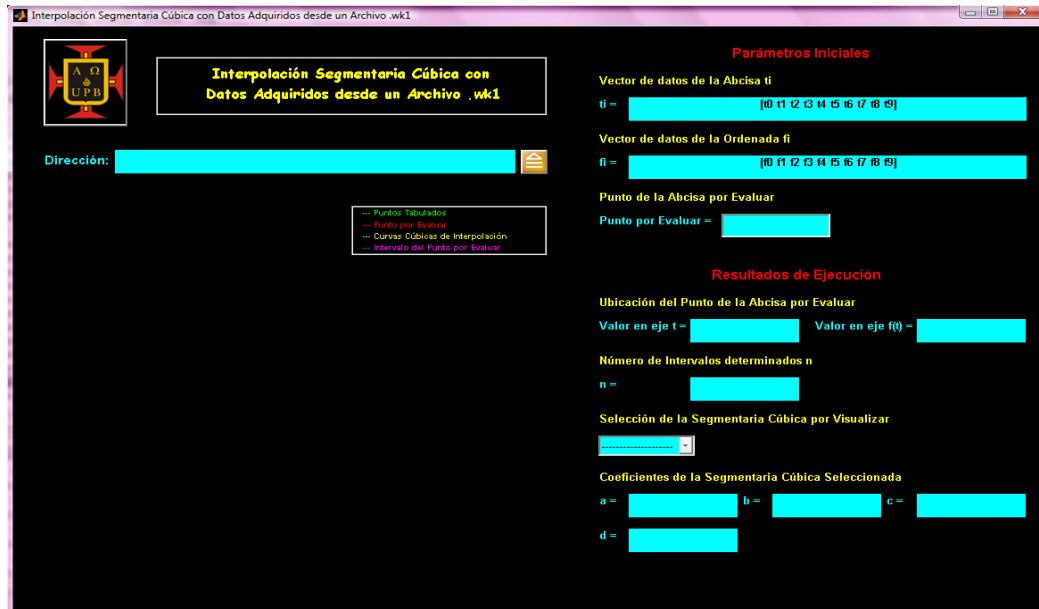 Interpolación Segmentaria Cúbica con Datos Adquiridos desde un Archivo .wk1
Α Ω
UPB
Interpolación Segmentaria Cúbica con
Datos Adquiridos desde un Archivo .wk1
Dirección:
--- Puntos Tabulados
--- Punto por Evaluar
--- Curvas Cúbicas de Interpolación
--- Intervalo del Punto por Evaluar
Parámetros Iniciales
Vector de datos de la Abcisa ti
ti =
[t0 t1 t2 t3 t4 t5 t6 t7 t8 t9]
Vector de datos de la Ordenada fi
fi =
[f0 f1 f2 f3 f4 f5 f6 f7 f8 f9]
Punto de la Abcisa por Evaluar
Punto por Evaluar =
Resultados de Ejecución
Ubicación del Punto de la Abcisa por Evaluar
Valor en eje t =
Valor en eje f(t) =
Número de Intervalos determinados n
n =
Selección de la Segmentaria Cúbica por Visualizar
--------------------
Coeficientes de la Segmentaria Cúbica Seleccionada
a =
b =
c =
d =